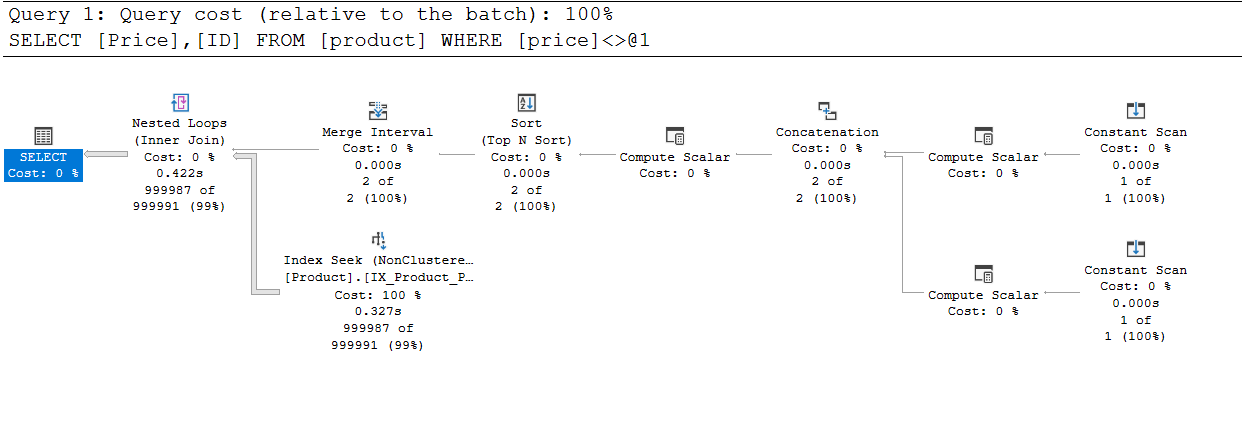 Query 1: Query cost (relative to the batch): 100%
SELECT [Price],[ID] FROM [product] WHERE [price]<>@1
SELECT
Cost: 0 %
Nested Loops
(Inner Join)
Cost: 0 %
0.422s
999987 of
999991 (99%)
Merge Interval
Cost: 0 %
0.000s
2 of
2 (100%)
Sort
(Top N Sort)
Cost: 0 %
0.000s
2 of
2 (100%)
Compute Scalar
Cost: 0 %
Concatenation
Cost: 0 %
0.000s
2 of
2 (100%)
Compute Scalar
Cost: 0 %
Constant Scan
Cost: 0 %
0.000s
1 of
1 (100%)
Index Seek (NonClustere…
[Product].[IX_Product_P…
Cost: 100 %
0.327s
999987 of
999991 (99%)
Compute Scalar
Cost: 0 %
Constant Scan
Cost: 0 %
0.000s
1 of
1 (100%)